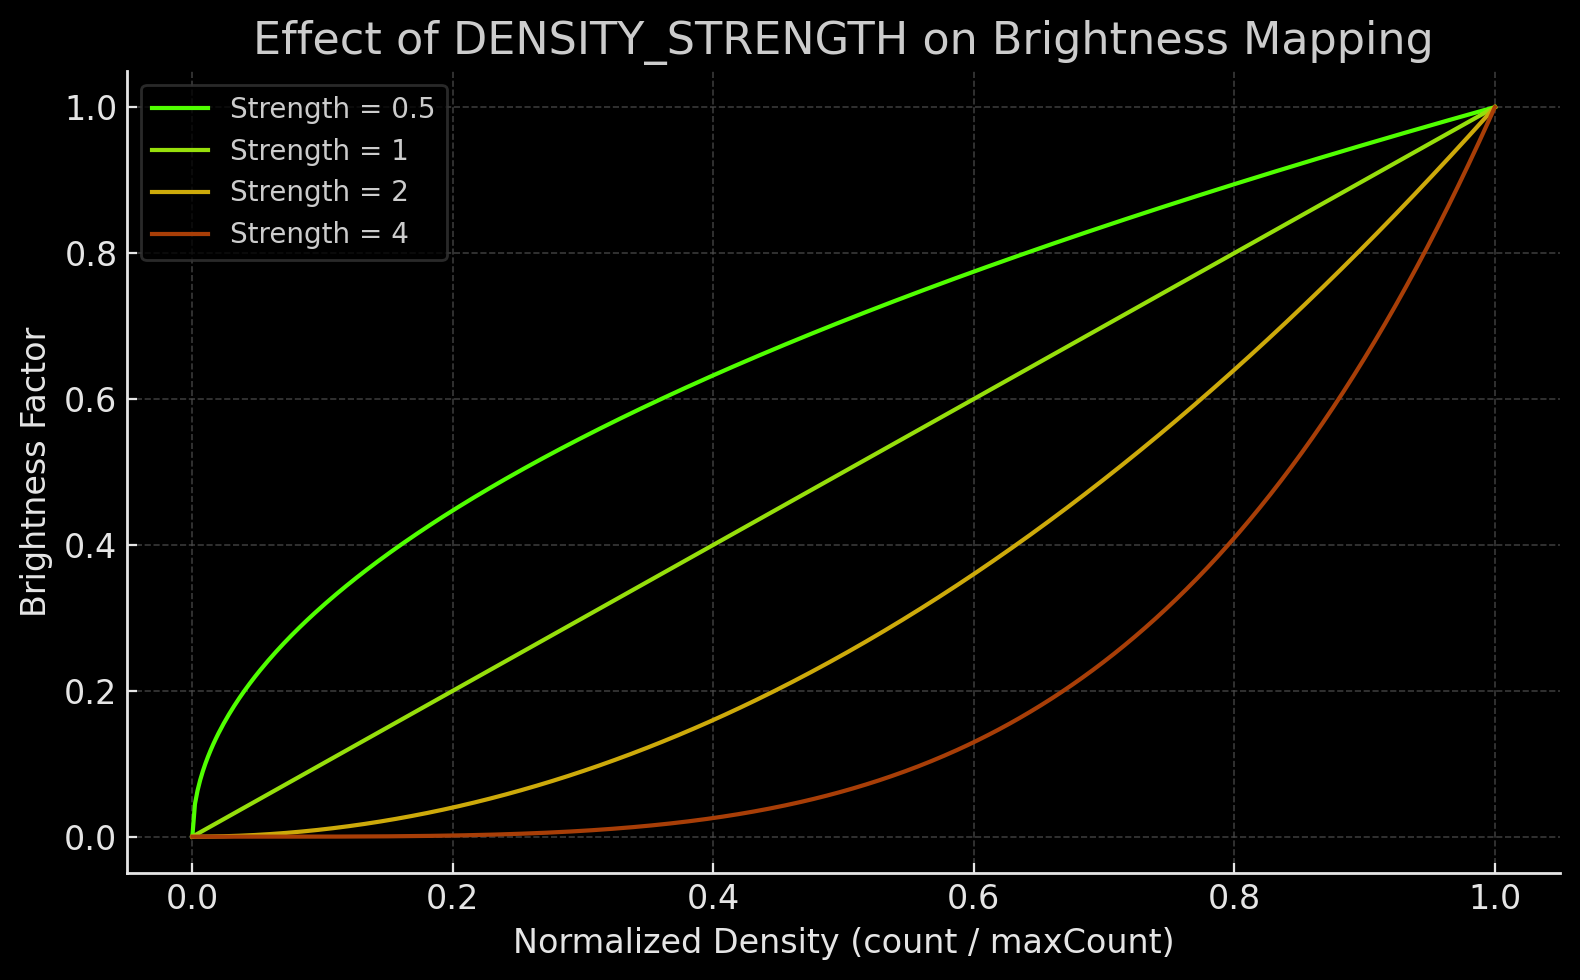 Effect of DENSITY_STRENGTH on Brightness Mapping
Strength = 0.5
Strength = 1
Strength = 2
Strength = 4
Brightness Factor
1.0
0.8
0.6
0.4
0.2
0.0
0.0 0.2 0.4 0.6 0.8 1.0
Normalized Density (count / maxCount)